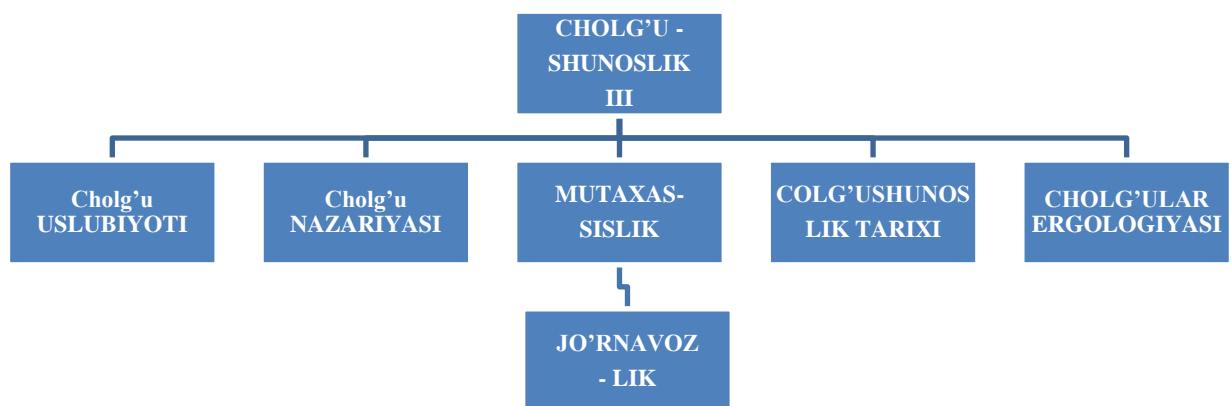 CHOLG’U -
SHUNOSLIK
III
Cholg’u
USLUBIYOTI
Cholg’u
NAZARIYASI
MUTAXAS-
SISLIK
COLG’USHUNOS
LIK TARIXI
CHOLG’ULAR
ERGOLOGIYASI
JO’RNAVOZ
- LIK